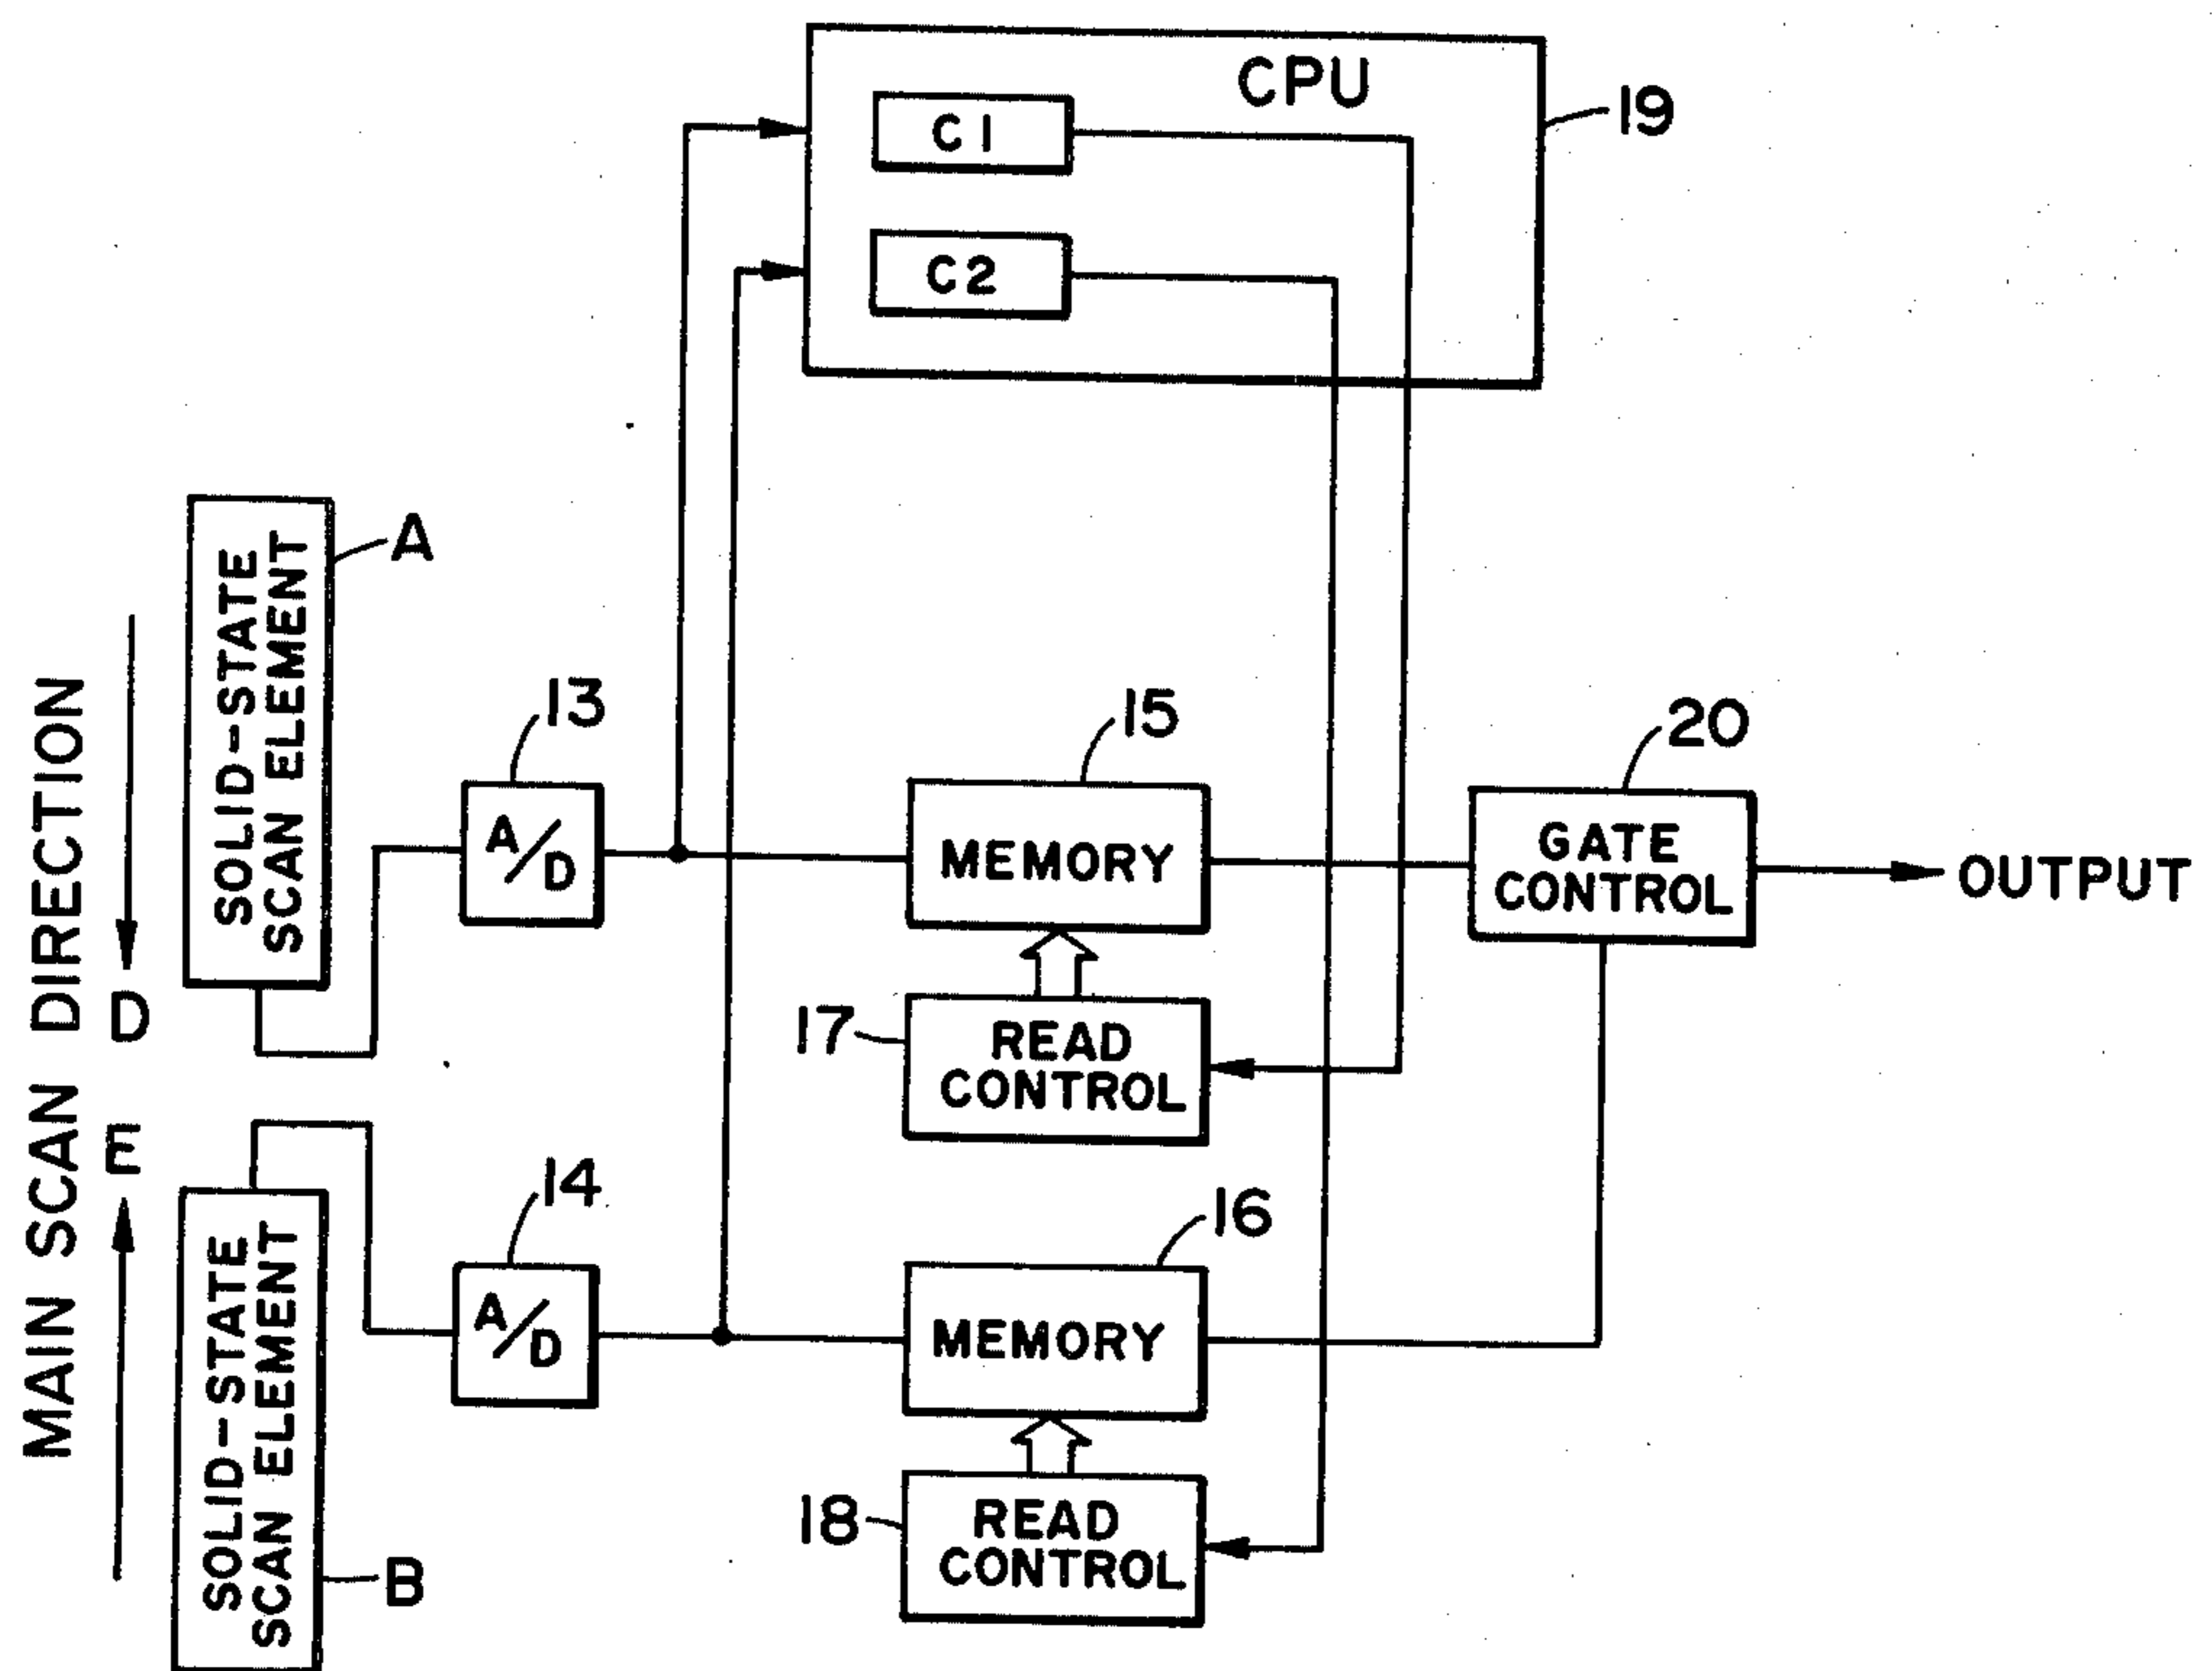 CPU
19
C1
C2
A
SOLID-STATE
SCAN ELEMENT
MAIN SCAN DIRECTION
D
E
13
A/D
15
MEMORY
20
GATE
CONTROL
OUTPUT
17
READ
CONTROL
14
A/D
16
MEMORY
18
READ
CONTROL
SOLID-STATE
SCAN ELEMENT
B